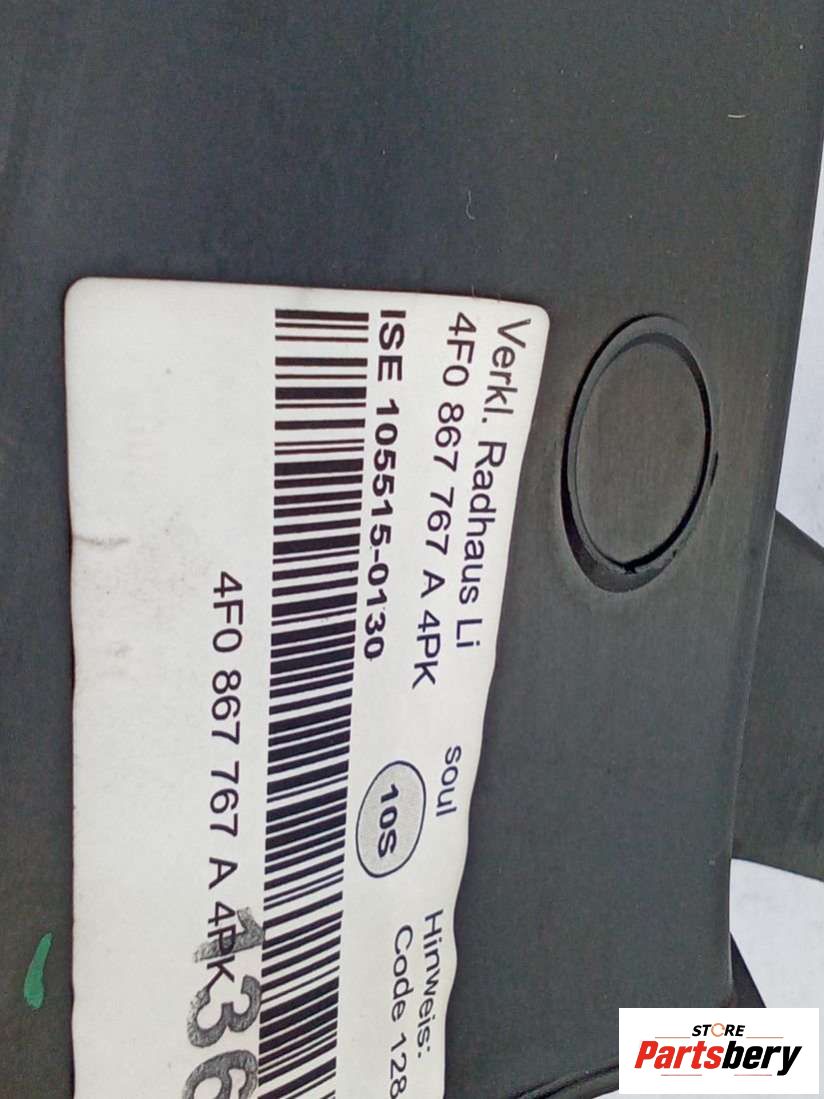 Verkl. Radhaus Li
4F0 867 767 A 4PK soul
Hinweis:
Code 128
ISE 105515-0130
10S
4F0 867 767 A 4PK
136
STORE
Partsbery